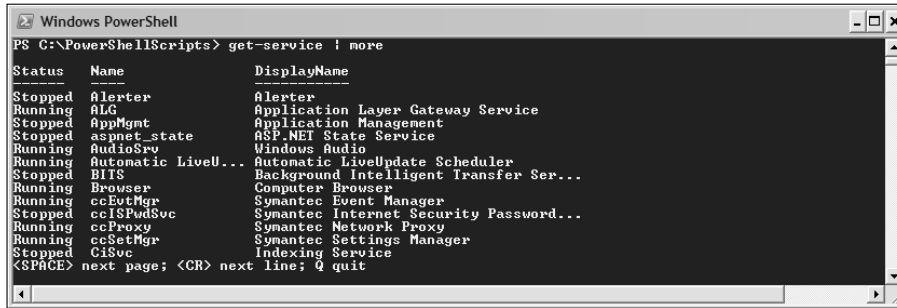 Windows PowerShell
PS C:\PowerShellScripts> get-service | more
Status Name DisplayName
------ ---- -----------
Stopped Alerter Alerter
Running ALG Application Layer Gateway Service
Stopped AppMgmt Application Management
Stopped aspnet_state ASP.NET State Service
Running AudioSrv Windows Audio
Running Automatic LiveU... Automatic LiveUpdate Scheduler
Stopped BITS Background Intelligent Transfer Ser...
Running Browser Computer Browser
Running ccEvtMgr Symantec Event Manager
Stopped ccISPwdSvc Symantec Internet Security Password...
Running ccProxy Symantec Network Proxy
Running ccSetMgr Symantec Settings Manager
Stopped CiSvc Indexing Service
<SPACE> next page; <CR> next line; Q quit